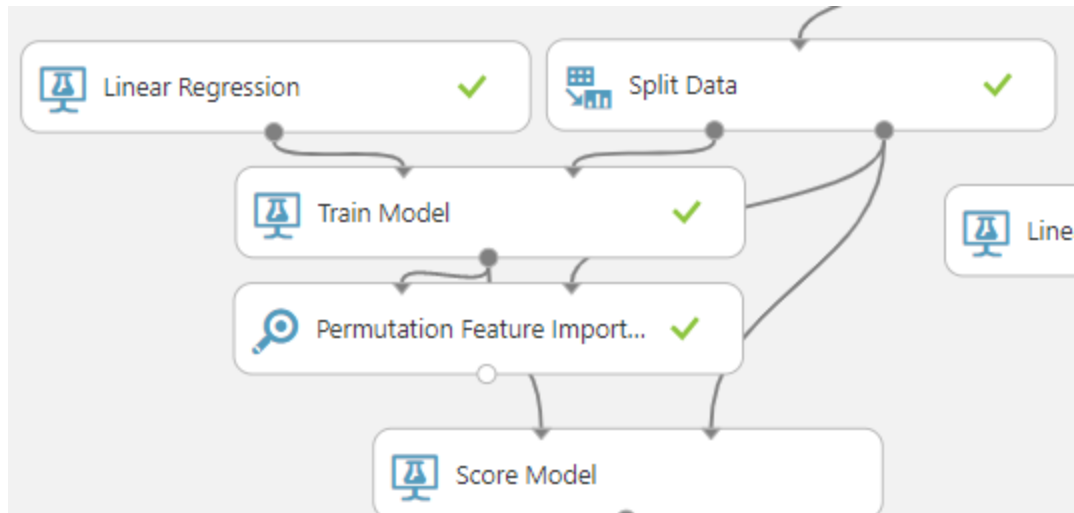 Linear Regression
Split Data
Train Model
Line
Permutation Feature Import...
Score Model